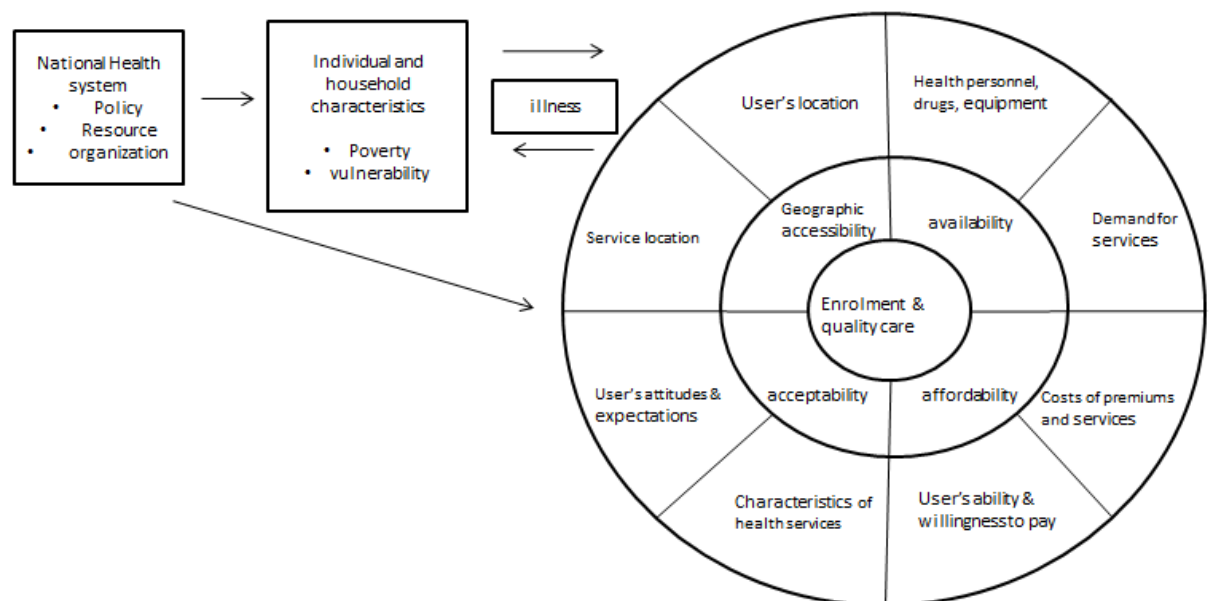 National Health
system
• Policy
• Resource
• organization
Individual and
household
characteristics
• Poverty
• vulnerability
illness
User's location
Health personnel,
drugs, equipment
Service location
Geographic
accessibility
availability
Demand for
services
Enrolment &
quality care
User's attitudes &
expectations
acceptability
affordability
Costs of premiums
and services
Characteristics of
health services
User's ability &
willingness to pay